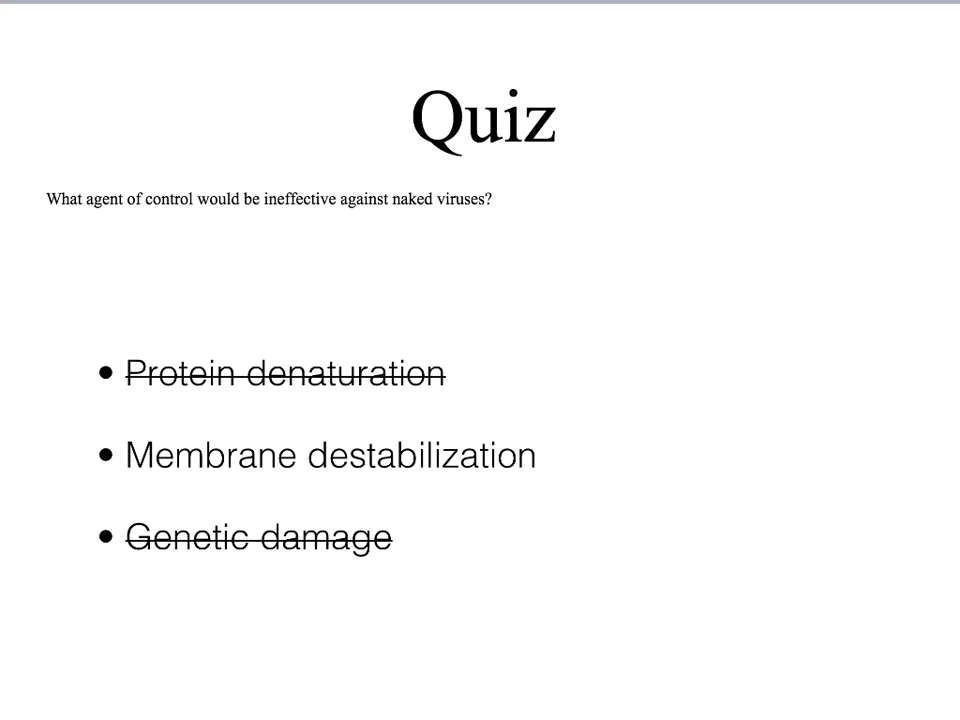 Quiz
What agent of control would be ineffective against naked viruses?
• Protein denaturation
• Membrane destabilization
• Genetic damage